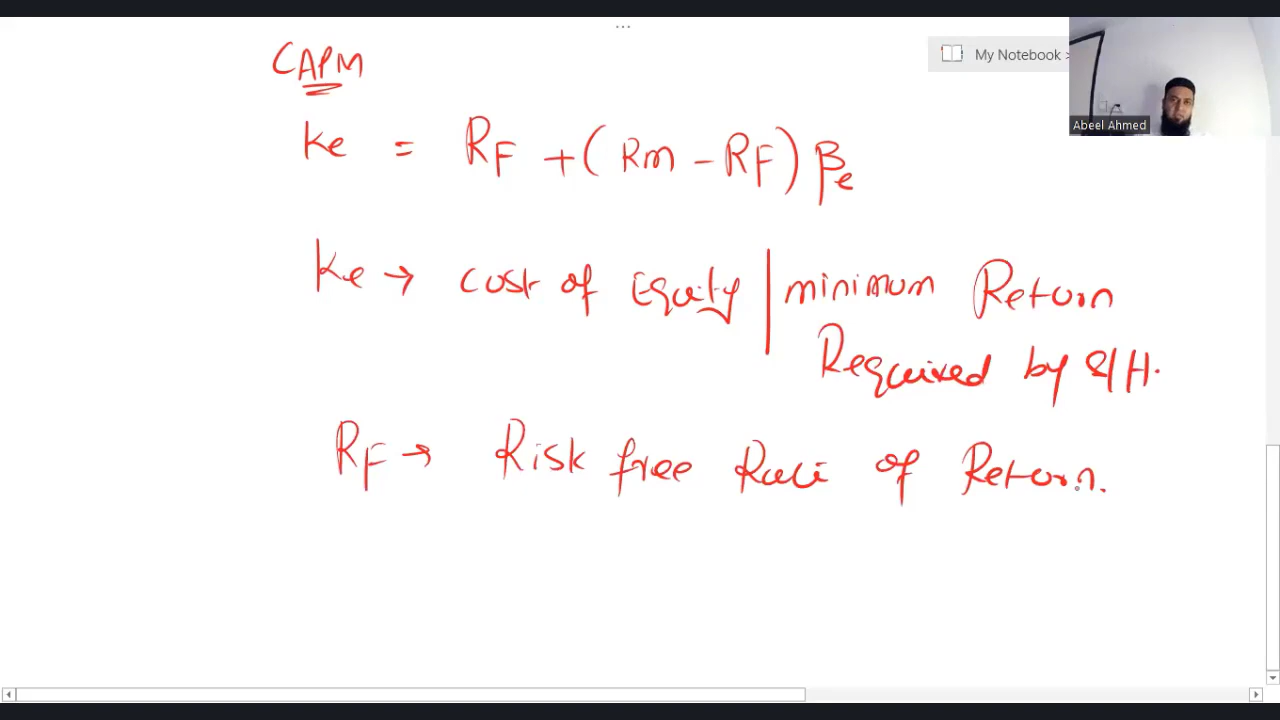 CAPM
My Notebook >
Abeel Ahmed
Ke = RF + (Rm - RF) βe
Ke → Cost of Equity | minimum Return
Required by S/H.
RF → Risk free Rate of Return.